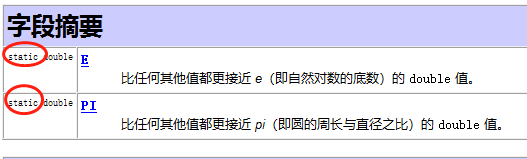 字段摘要
static double E
比任何其他值都更接近 e（即自然对数的底数）的 double 值。
static double PI
比任何其他值都更接近 pi（即圆的周长与直径之比）的 double 值。